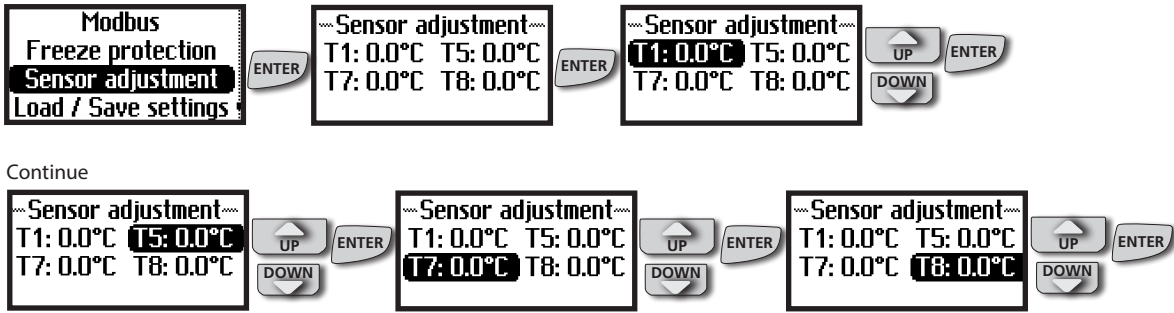 Modbus
Freeze protection
Sensor adjustment
Load / Save settings
ENTER
Sensor adjustment
T1: 0.0°C T5: 0.0°C
T7: 0.0°C T8: 0.0°C
ENTER
Sensor adjustment
T1: 0.0°C T5: 0.0°C
T7: 0.0°C T8: 0.0°C
UP
DOWN
ENTER
Continue
Sensor adjustment
T1: 0.0°C T5: 0.0°C
T7: 0.0°C T8: 0.0°C
UP
DOWN
ENTER
Sensor adjustment
T1: 0.0°C T5: 0.0°C
T7: 0.0°C T8: 0.0°C
UP
DOWN
ENTER
Sensor adjustment
T1: 0.0°C T5: 0.0°C
T7: 0.0°C T8: 0.0°C
UP
DOWN
ENTER